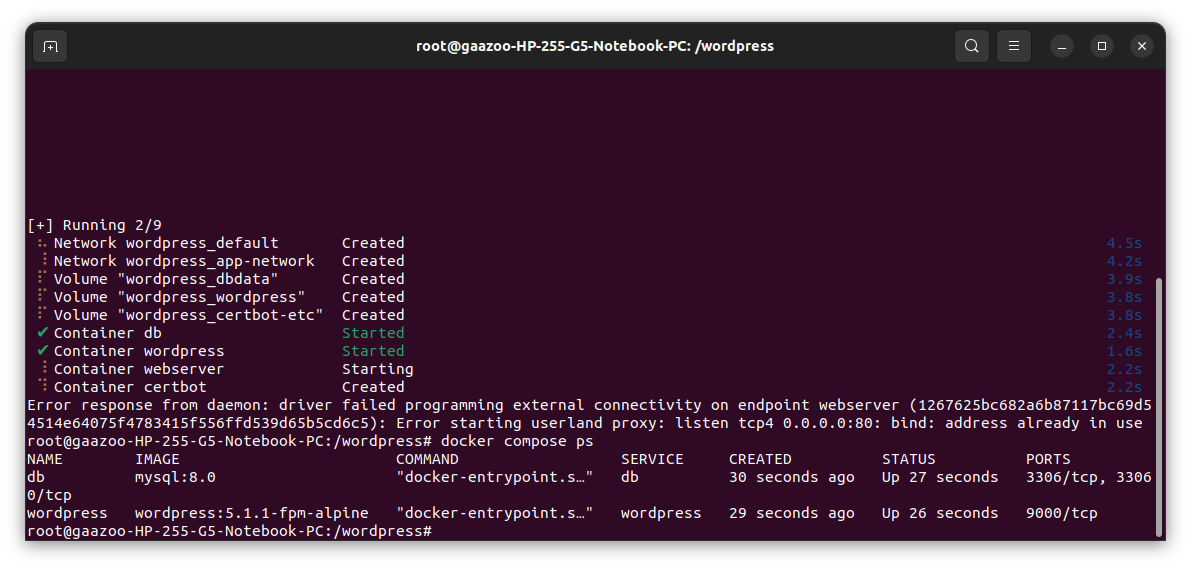 root@gaazoo-HP-255-G5-Notebook-PC: /wordpress
[+] Running 2/9
Network wordpress_default Created 4.5s
Network wordpress_app-network Created 4.2s
Volume "wordpress_dbdata" Created 3.9s
Volume "wordpress_wordpress" Created 3.8s
Volume "wordpress_certbot-etc" Created 3.8s
✔ Container db Started 2.4s
✔ Container wordpress Started 1.6s
Container webserver Starting 2.2s
Container certbot Created 2.2s
Error response from daemon: driver failed programming external connectivity on endpoint webserver (1267625bc682a6b87117bc69d5
4514e64075f4783415f556ffd539d65b5cd6c5): Error starting userland proxy: listen tcp4 0.0.0.0:80: bind: address already in use
root@gaazoo-HP-255-G5-Notebook-PC:/wordpress# docker compose ps
NAME IMAGE COMMAND SERVICE CREATED STATUS PORTS
db mysql:8.0 "docker-entrypoint.s…" db 30 seconds ago Up 27 seconds 3306/tcp, 3306
0/tcp
wordpress wordpress:5.1.1-fpm-alpine "docker-entrypoint.s…" wordpress 29 seconds ago Up 26 seconds 9000/tcp
root@gaazoo-HP-255-G5-Notebook-PC:/wordpress#